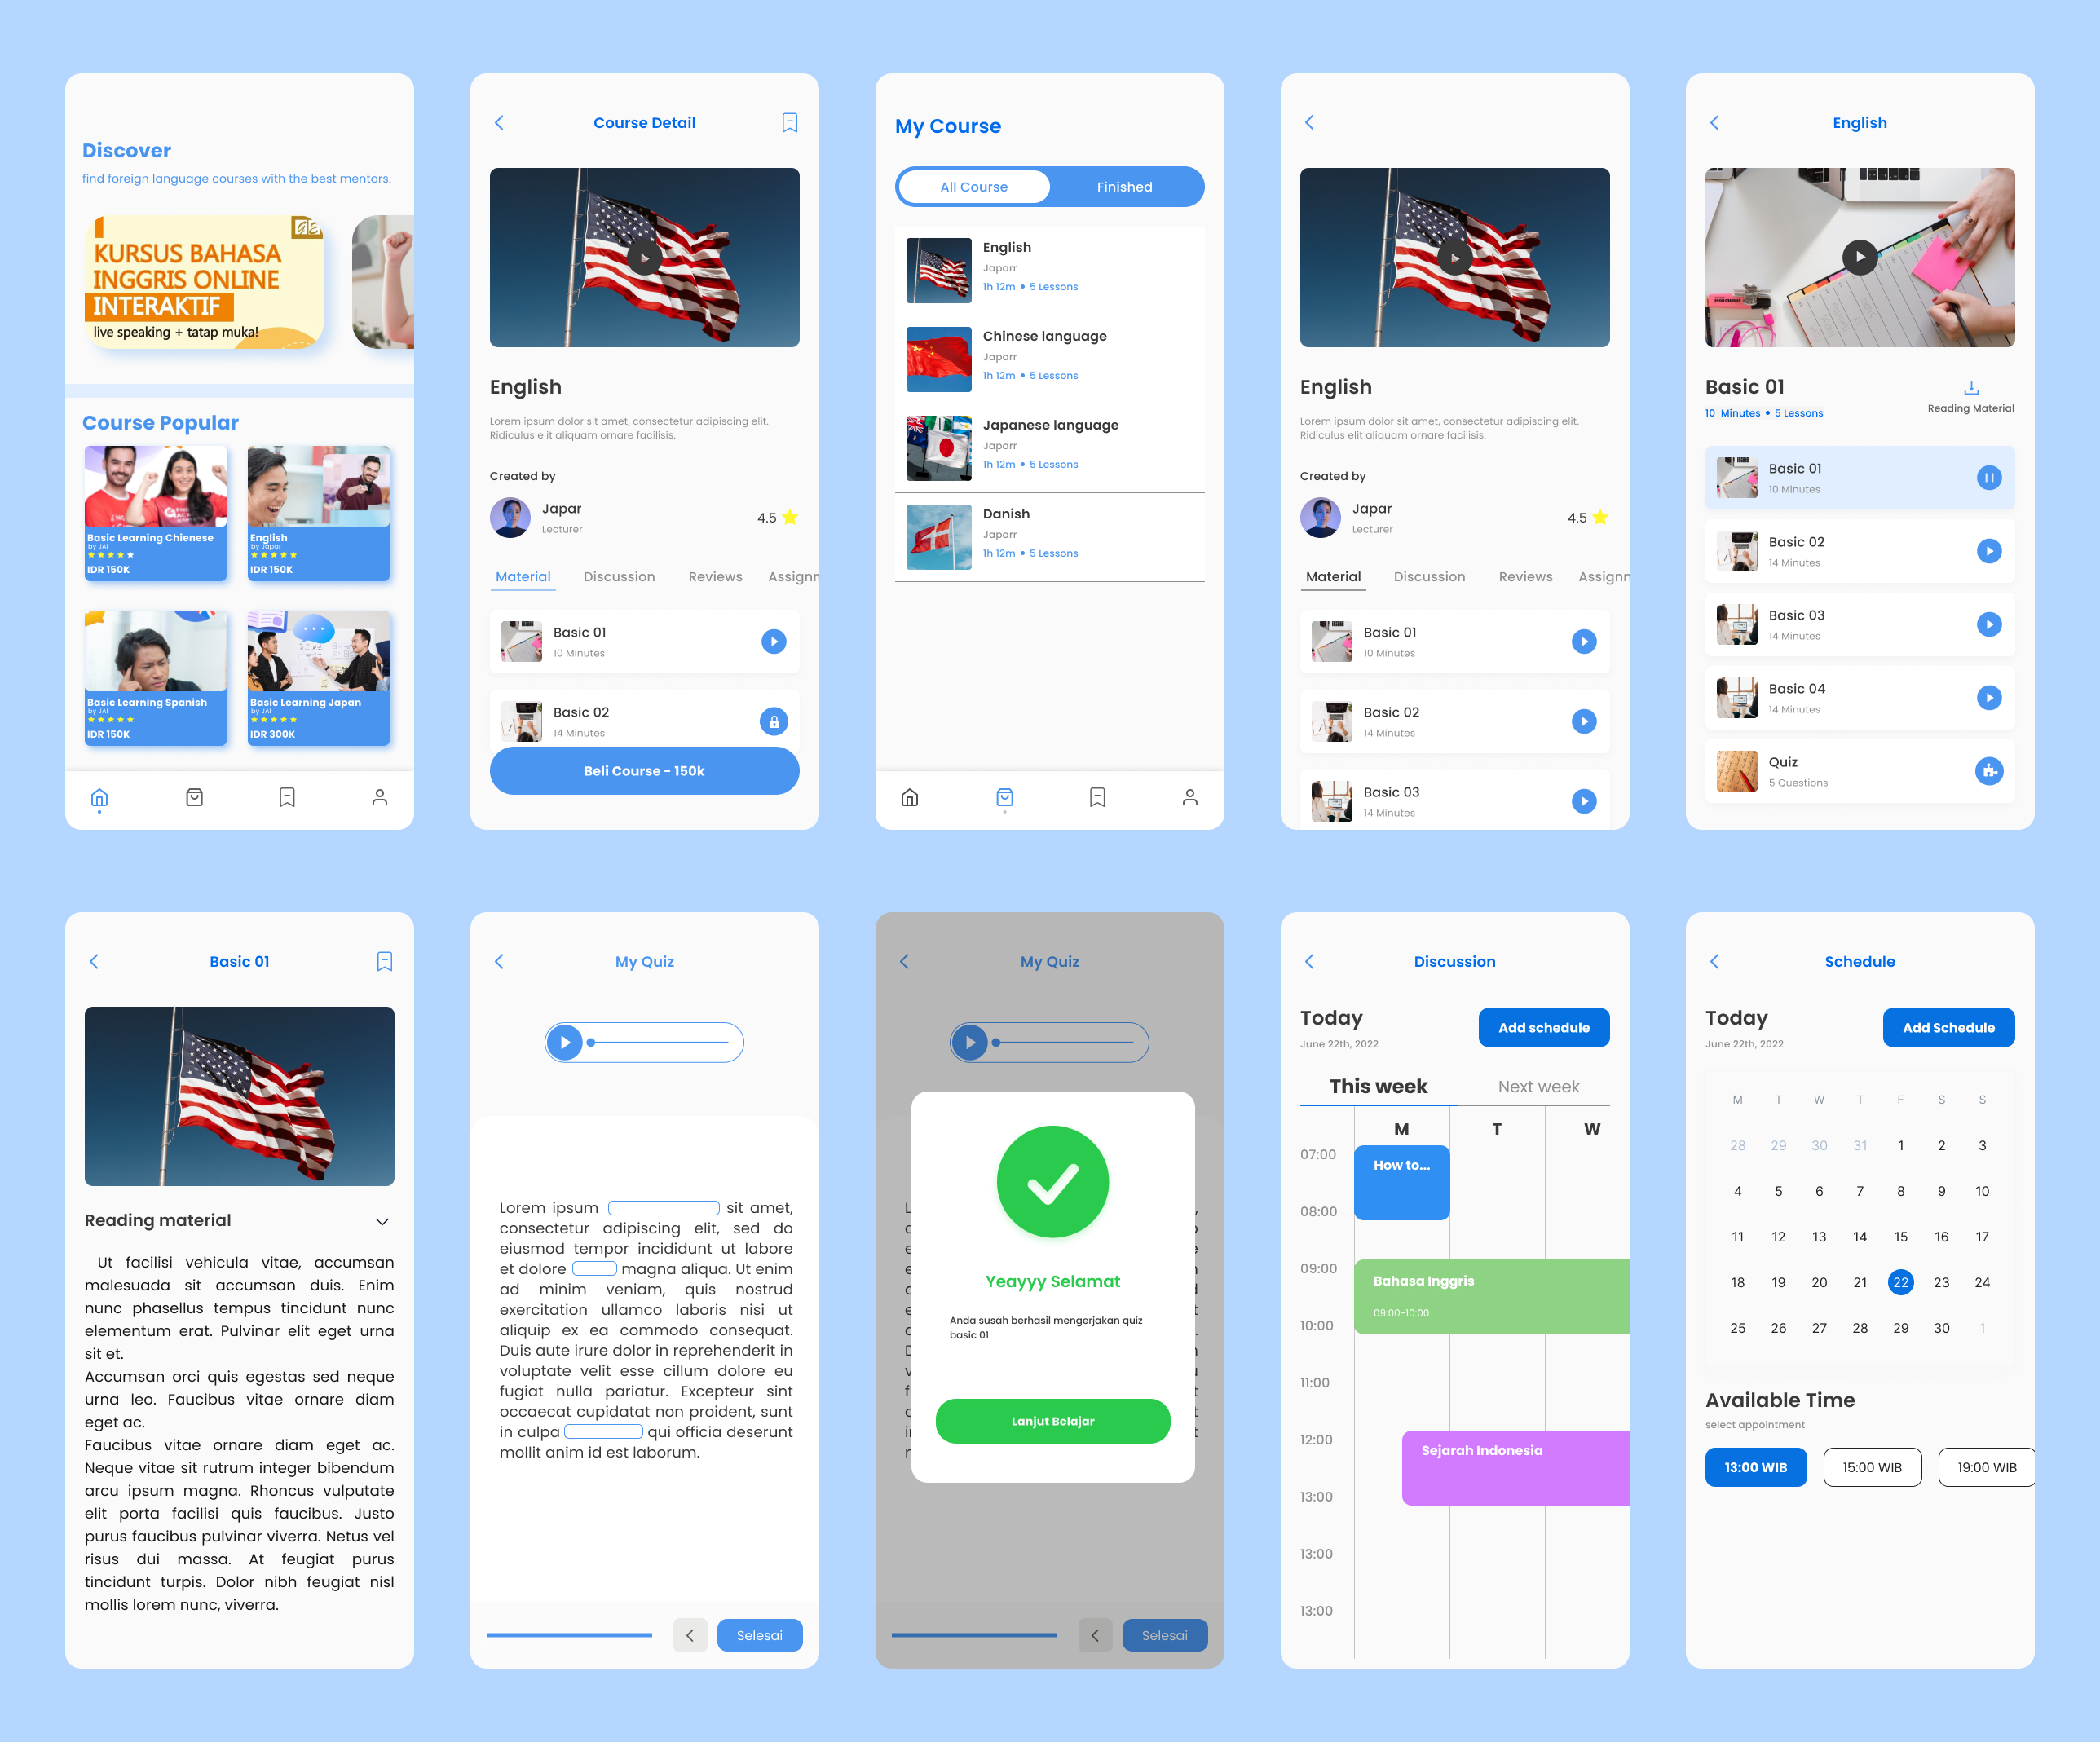 Discover
find foreign language courses with the best mentors.
KURSUS BAHASA
INGGRIS ONLINE
INTERAKTIF
live speaking + tatap muka!
Course Popular
Basic Learning Chienese
by JAI
IDR 150K
English
by Japar
IDR 150K
Basic Learning Spanish
by JAI
IDR 150K
Basic Learning Japan
by JAI
IDR 300K
Course Detail
English
Lorem ipsum dolor sit amet, consectetur adipiscing elit.
Ridiculus elit aliquam ornare facilisis.
Created by
Japar
Lecturer
4.5
Material Discussion Reviews Assignn
Basic 01
10 Minutes
Basic 02
14 Minutes
Beli Course - 150k
My Course
All Course Finished
English
Japarr
1h 12m • 5 Lessons
Chinese language
Japarr
1h 12m • 5 Lessons
Japanese language
Japarr
1h 12m • 5 Lessons
Danish
Japarr
1h 12m • 5 Lessons
English
Lorem ipsum dolor sit amet, consectetur adipiscing elit.
Ridiculus elit aliquam ornare facilisis.
Created by
Japar
Lecturer
4.5
Material Discussion Reviews Assignn
Basic 01
10 Minutes
Basic 02
14 Minutes
Basic 03
14 Minutes
English
Basic 01
10 Minutes • 5 Lessons
Reading Material
Basic 01
10 Minutes
Basic 02
14 Minutes
Basic 03
14 Minutes
Basic 04
14 Minutes
Quiz
5 Questions
Basic 01
Reading material
Ut facilisi vehicula vitae, accumsan
malesuada sit accumsan duis. Enim
nunc phasellus tempus tincidunt nunc
elementum erat. Pulvinar elit eget urna
sit et.
Accumsan orci quis egestas sed neque
urna leo. Faucibus vitae ornare diam
eget ac.
Faucibus vitae ornare diam eget ac.
Neque vitae sit rutrum integer bibendum
arcu ipsum magna. Rhoncus vulputate
elit porta facilisi quis faucibus. Justo
purus faucibus pulvinar viverra. Netus vel
risus dui massa. At feugiat purus
tincidunt turpis. Dolor nibh feugiat nisl
mollis lorem nunc, viverra.
My Quiz
Lorem ipsum sit amet,
consectetur adipiscing elit, sed do
eiusmod tempor incididunt ut labore
et dolore magna aliqua. Ut enim
ad minim veniam, quis nostrud
exercitation ullamco laboris nisi ut
aliquip ex ea commodo consequat.
Duis aute irure dolor in reprehenderit in
voluptate velit esse cillum dolore eu
fugiat nulla pariatur. Excepteur sint
occaecat cupidatat non proident, sunt
in culpa qui officia deserunt
mollit anim id est laborum.
Selesai
My Quiz
Yeayyy Selamat
Anda susah berhasil mengerjakan quiz
basic 01
Lanjut Belajar
Selesai
Discussion
Today
June 22th, 2022
Add schedule
This week Next week
M T W
07:00
How to...
08:00
09:00
Bahasa Inggris
09:00-10:00
10:00
11:00
12:00
Sejarah Indonesia
13:00
13:00
13:00
Schedule
Today
June 22th, 2022
Add Schedule
M T W T F S S
28 29 30 31 1 2 3
4 5 6 7 8 9 10
11 12 13 14 15 16 17
18 19 20 21 22 23 24
25 26 27 28 29 30 1
Available Time
select appointment
13:00 WIB 15:00 WIB 19:00 WIB